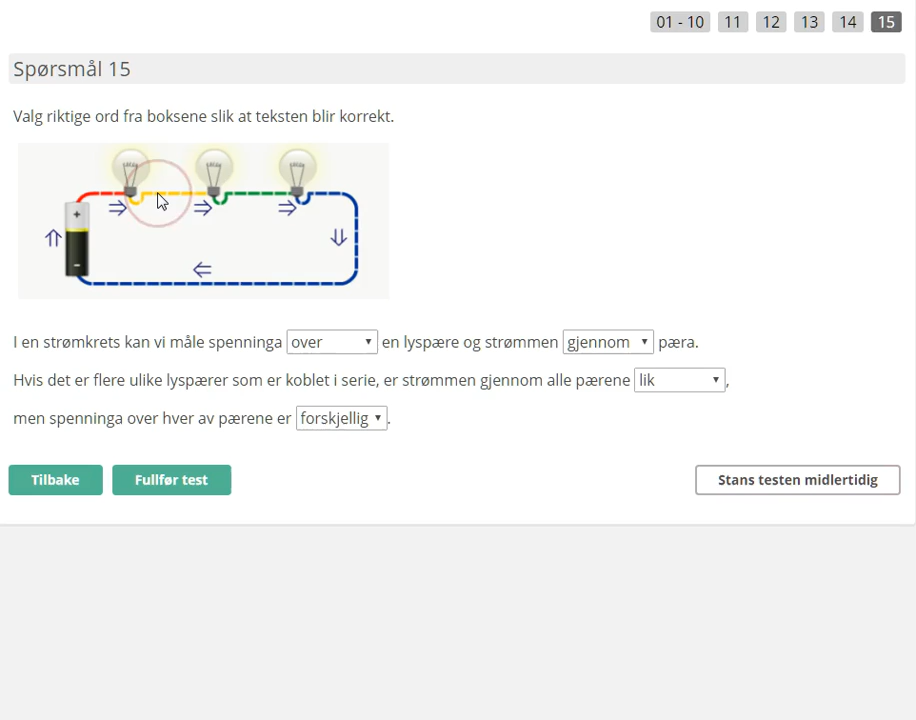 01 - 10 11 12 13 14 15
Spørsmål 15
Valg riktige ord fra boksene slik at teksten blir korrekt.
+
-
I en strømkrets kan vi måle spenninga over en lyspære og strømmen gjennom pæra.
Hvis det er flere ulike lyspærer som er koblet i serie, er strømmen gjennom alle pærene lik,
men spenninga over hver av pærene er forskjellig.
Tilbake Fullfør test Stans testen midlertidig